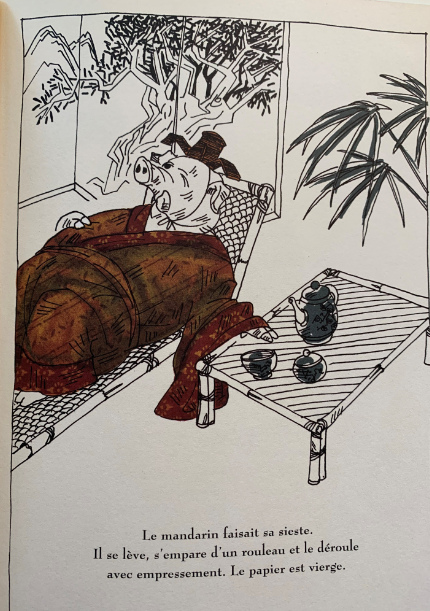 Le mandarin faisait sa sieste.
Il se lève, s'empare d'un rouleau et le déroule
avec empressement. Le papier est vierge.